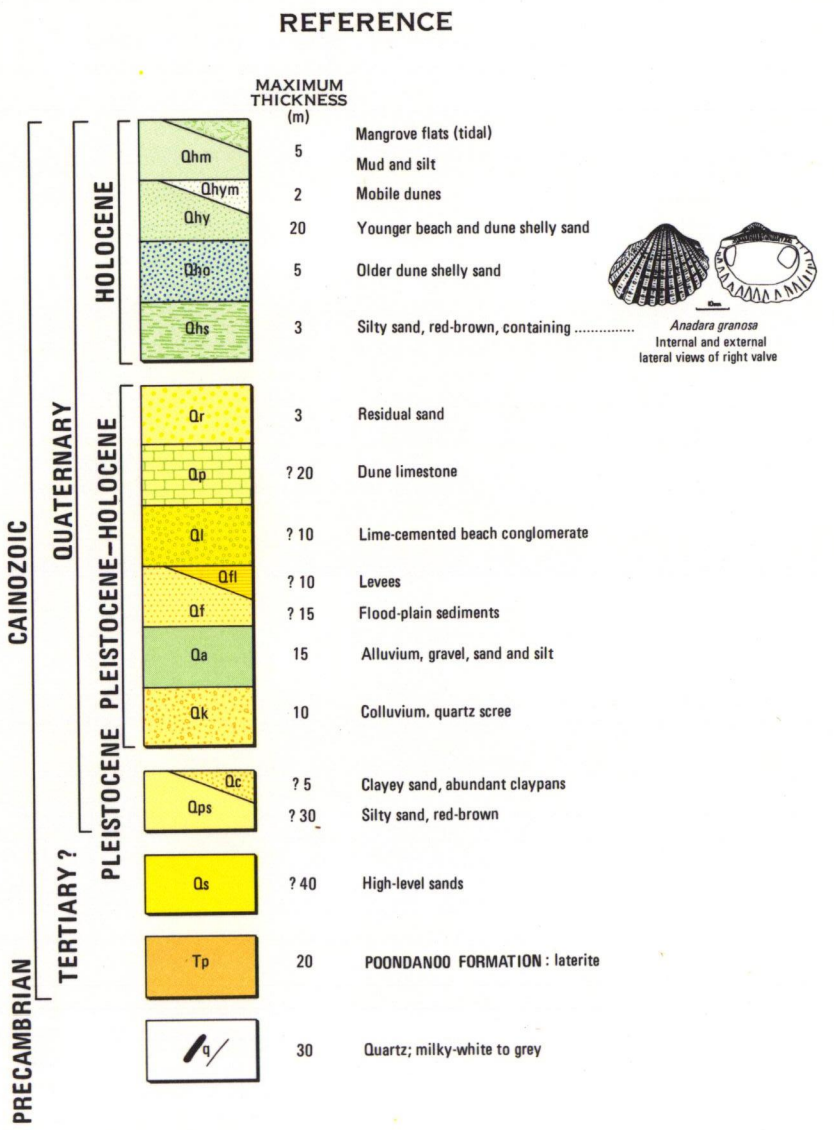 REFERENCE
MAXIMUM
THICKNESS
(m)
CAINOZOIC
QUATERNARY
HOLOCENE
Qhm 5 Mangrove flats (tidal)
Mud and silt
Qhym 2 Mobile dunes
Qhy 20 Younger beach and dune shelly sand
Qho 5 Older dune shelly sand
Qhs 3 Silty sand, red-brown, containing ...............
10mm
Anadara granosa
Internal and external
lateral views of right valve
PLEISTOCENE–HOLOCENE
Qr 3 Residual sand
Qp ? 20 Dune limestone
Ql ? 10 Lime-cemented beach conglomerate
Qfl ? 10 Levees
Qf ? 15 Flood-plain sediments
Qa 15 Alluvium, gravel, sand and silt
Qk 10 Colluvium. quartz scree
PLEISTOCENE
Qc ? 5 Clayey sand, abundant claypans
Qps ? 30 Silty sand, red-brown
TERTIARY ?
Qs ? 40 High-level sands
Tp 20 POONDANOO FORMATION : laterite
PRECAMBRIAN
q 30 Quartz; milky-white to grey